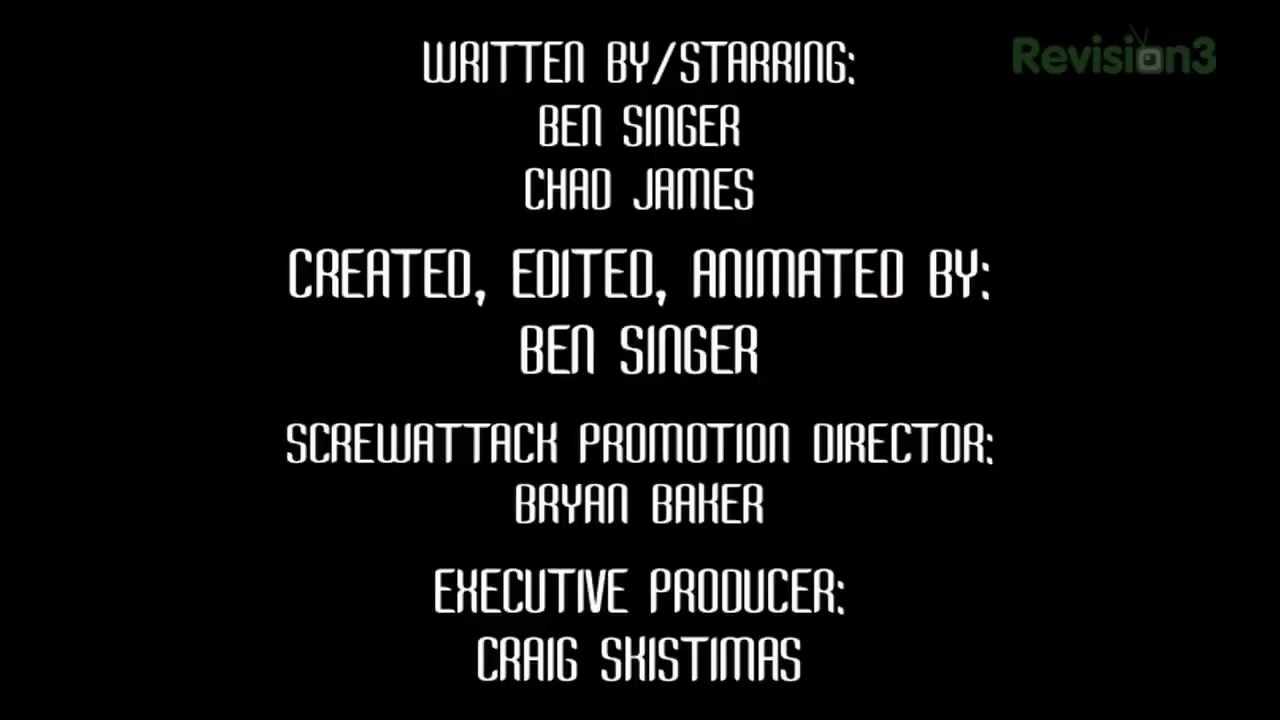 WRITTEN BY/STARRING:
Revision3
BEN SINGER
CHAD JAMES
CREATED, EDITED, ANIMATED BY:
BEN SINGER
SCREWATTACK PROMOTION DIRECTOR:
BRYAN BAKER
EXECUTIVE PRODUCER:
CRAIG SKISTIMAS